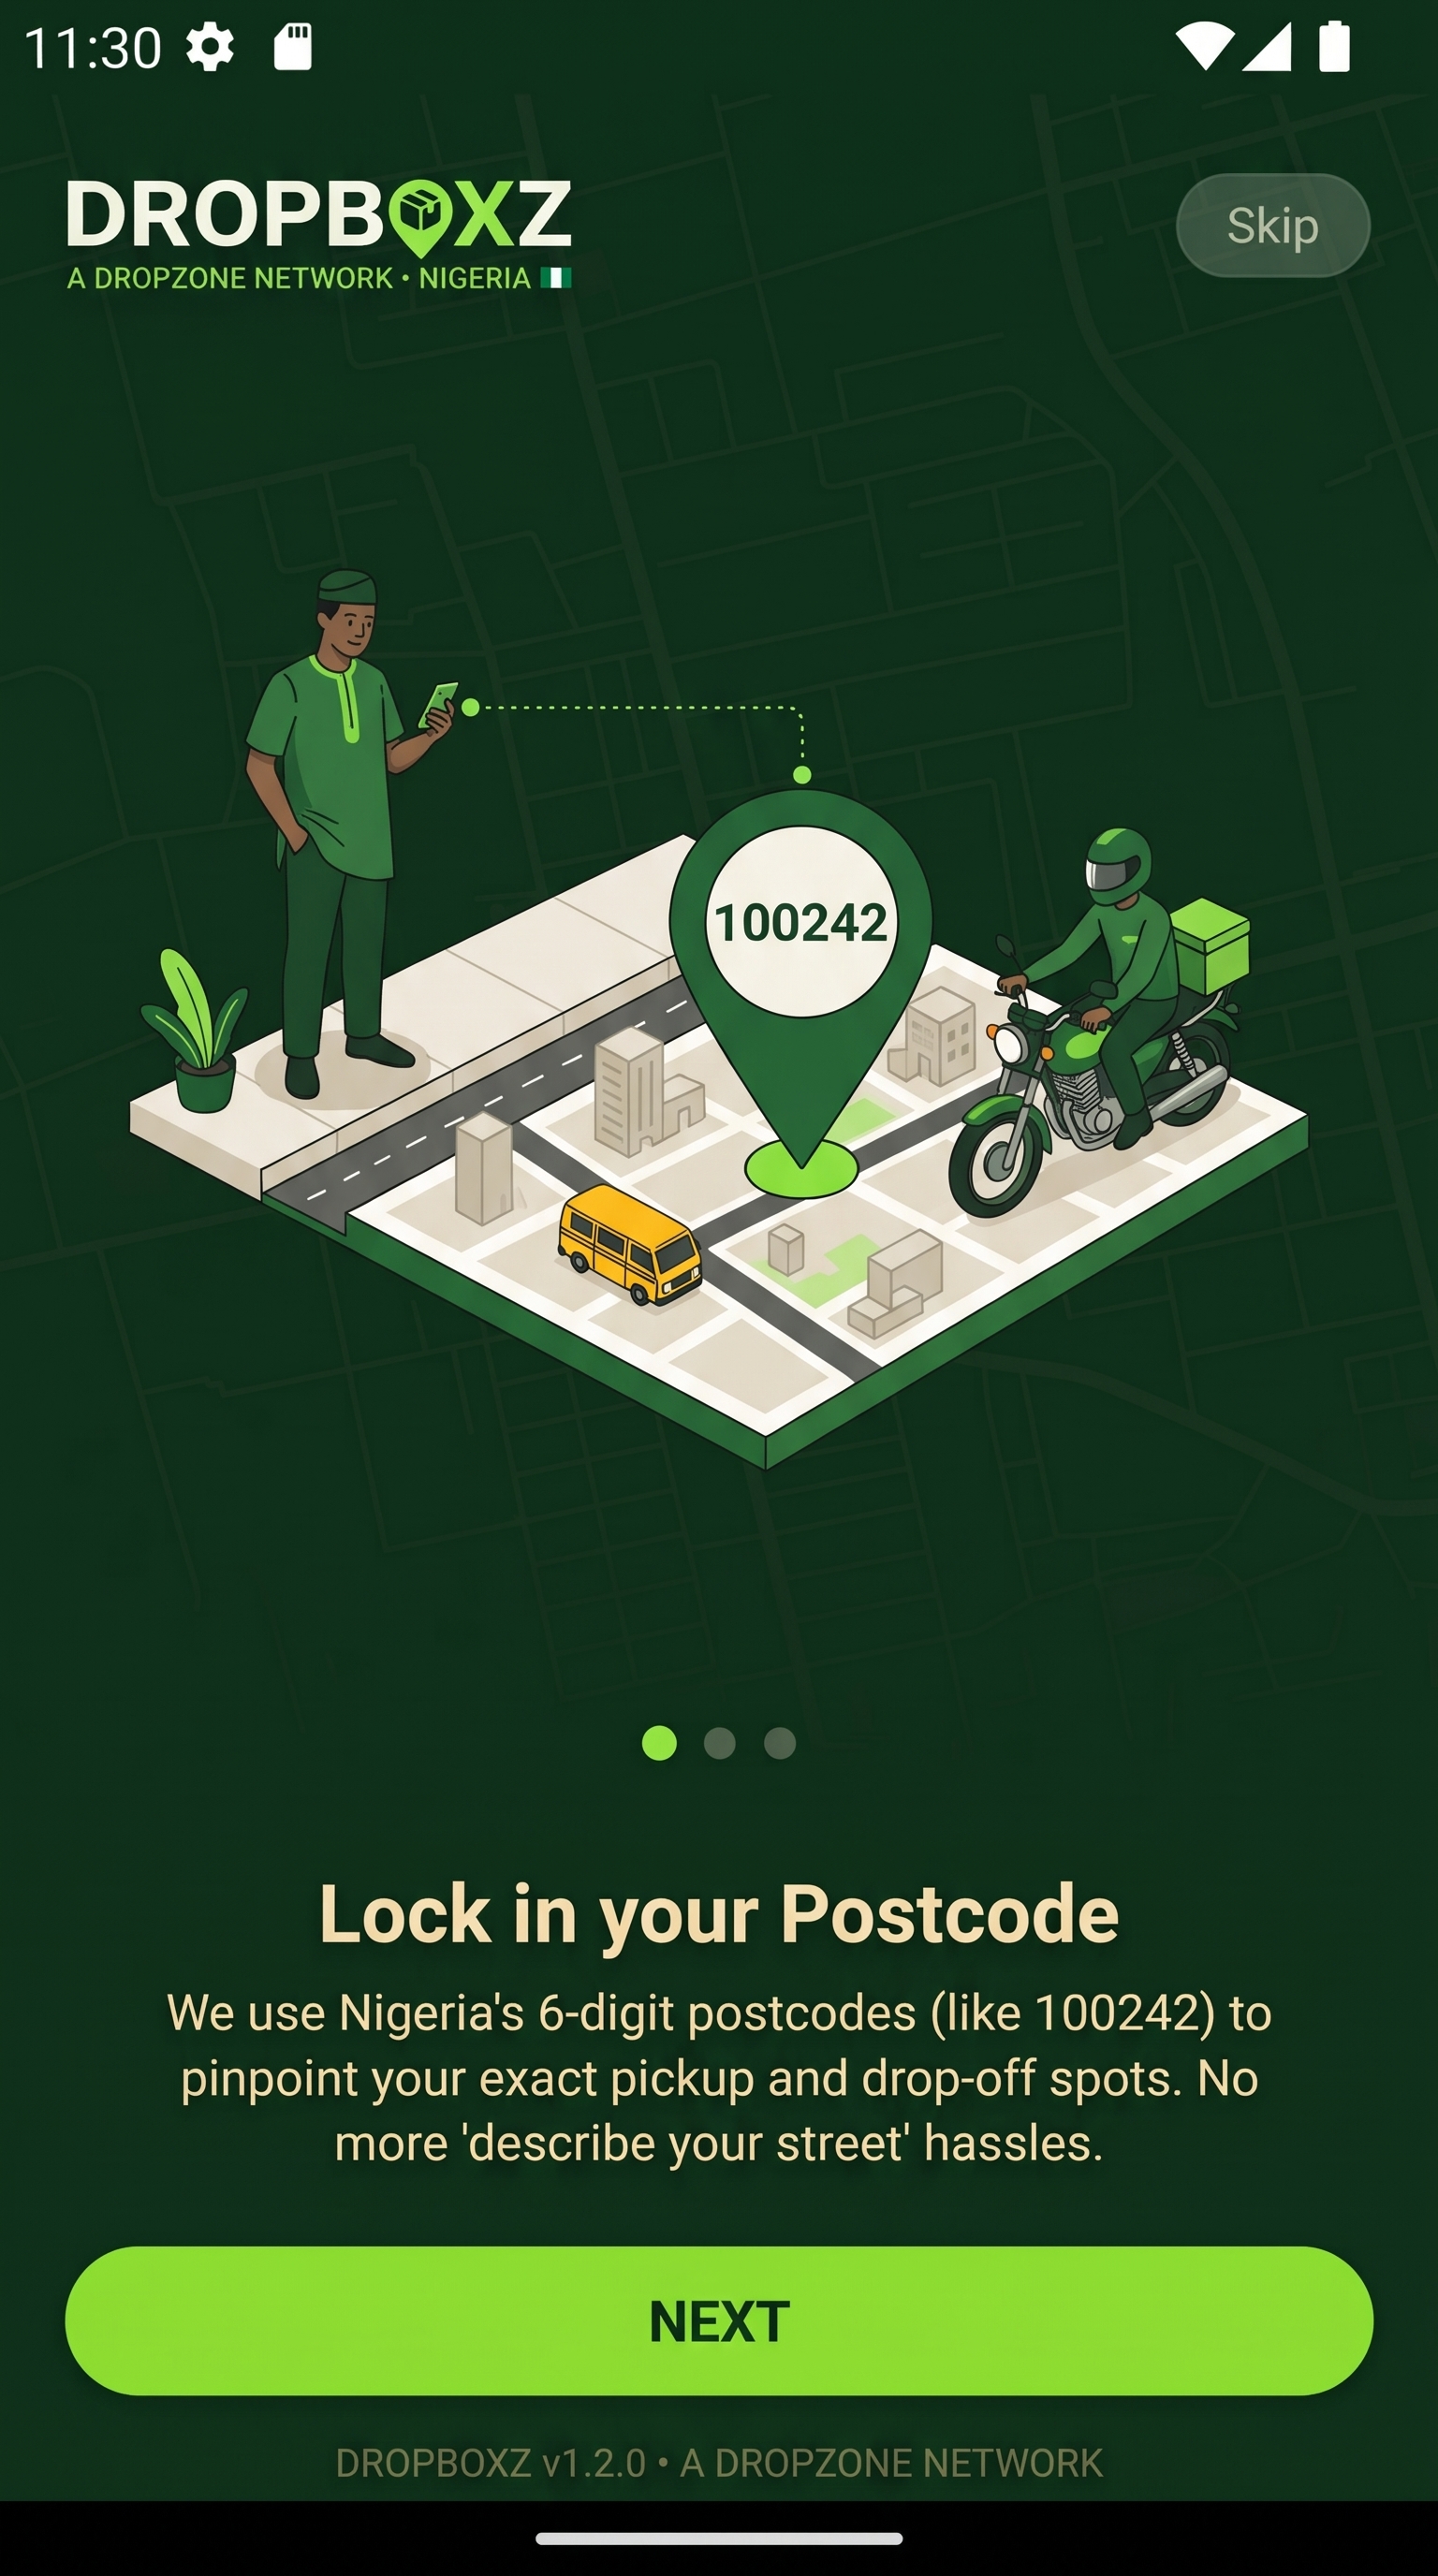 11:30
DROPBOXZ
A DROPZONE NETWORK • NIGERIA 🇳🇬
Skip
100242
Lock in your Postcode
We use Nigeria's 6-digit postcodes (like 100242) to
pinpoint your exact pickup and drop-off spots. No
more 'describe your street' hassles.
NEXT
DROPBOXZ v1.2.0 • A DROPZONE NETWORK